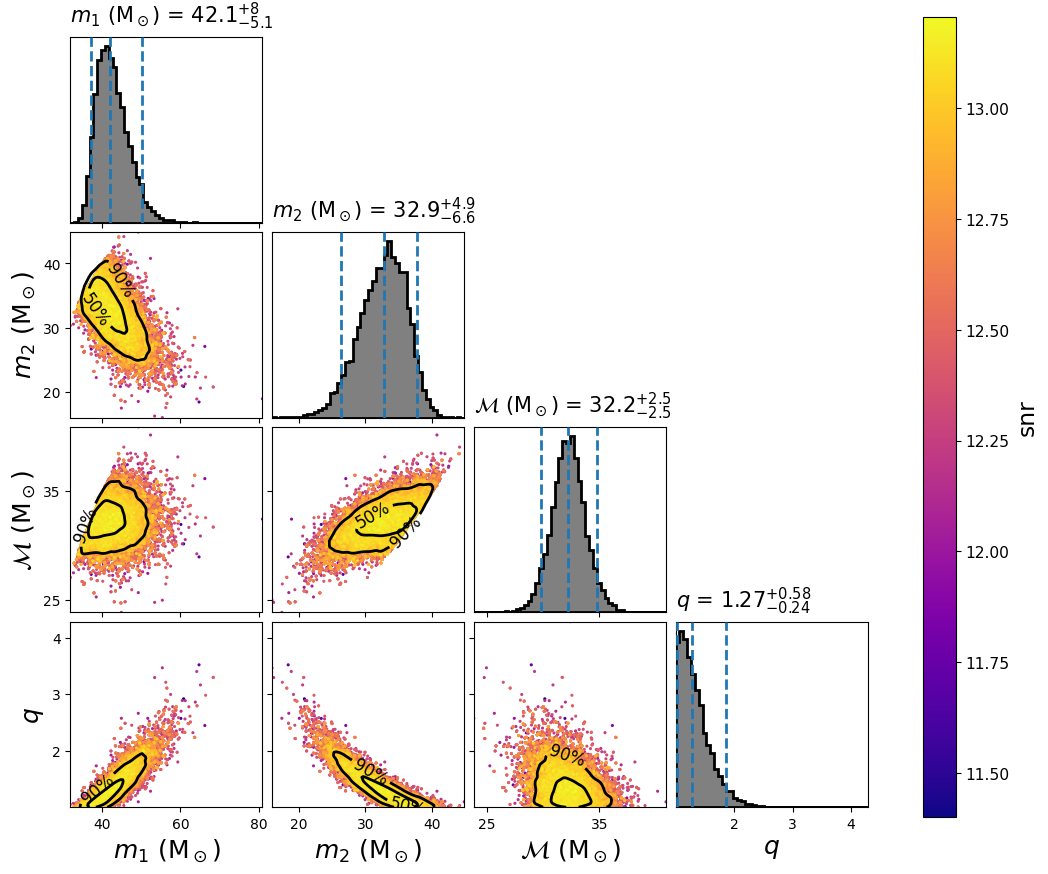 m₁ (M⊙) = 42.1⁺⁸₋₅.₁
13.00
m₂ (M⊙) = 32.9⁺⁴·⁹₋₆.₆
12.75
40
m₂ (M⊙)
30
20
90%
50%
12.50
ℳ (M⊙) = 32.2⁺²·⁵₋₂.₅
snr
12.25
35
ℳ (M⊙)
25
90%
50%
90%
12.00
q = 1.27⁺⁰·⁵⁸₋₀.₂₄
4
3
q
2
90%
90%
50%
90%
11.75
11.50
40 60 80
20 30 40
25 35
2 3 4
m₁ (M⊙)
m₂ (M⊙)
ℳ (M⊙)
q